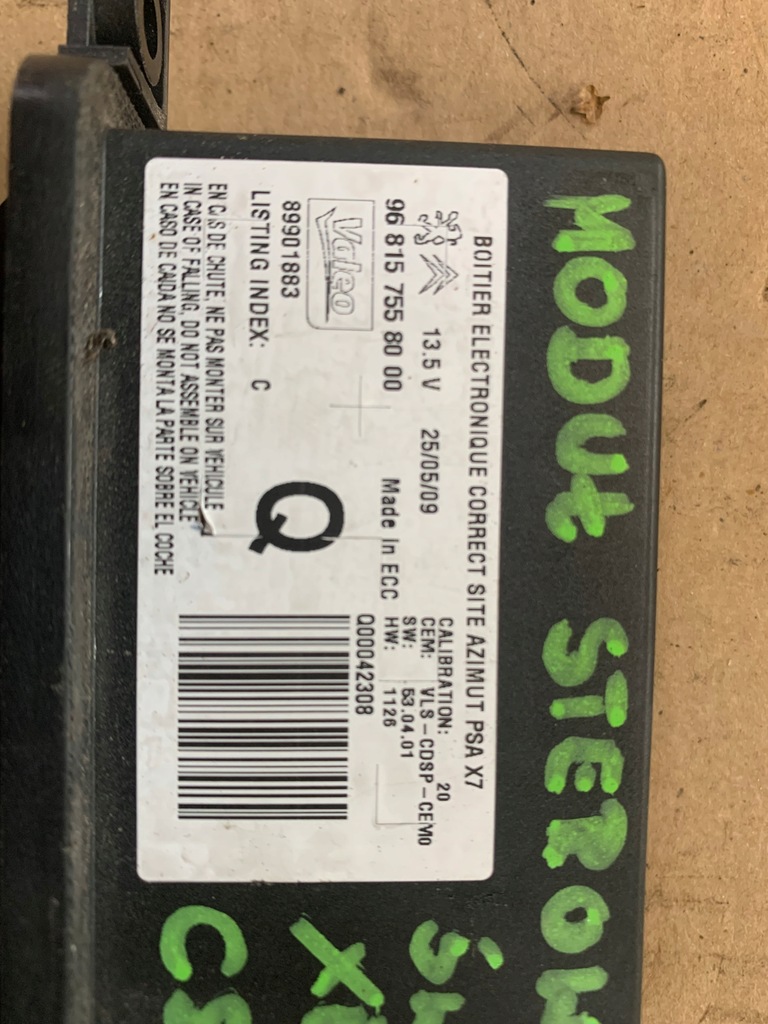 MODUŁ STEROW
BOITIER ELECTRONIQUE CORRECT SITE AZIMUT PSA X7
13.5 V 25/05/09
CALIBRATION: 20
CEM: VLS-CDSP-CEM0
SW: 53.04.01
96 815 755 80 00 Made In ECC HW: 1126
Q00042308
Valeo
89901883
LISTING INDEX: C
Q
EN CAS DE CHUTE, NE PAS MONTER SUR VEHICULE
IN CASE OF FALLING, DO NOT ASSEMBLE ON VEHICLE
EN CASO DE CAIDA NO SE MONTA LA PARTE SOBRE EL COCHE